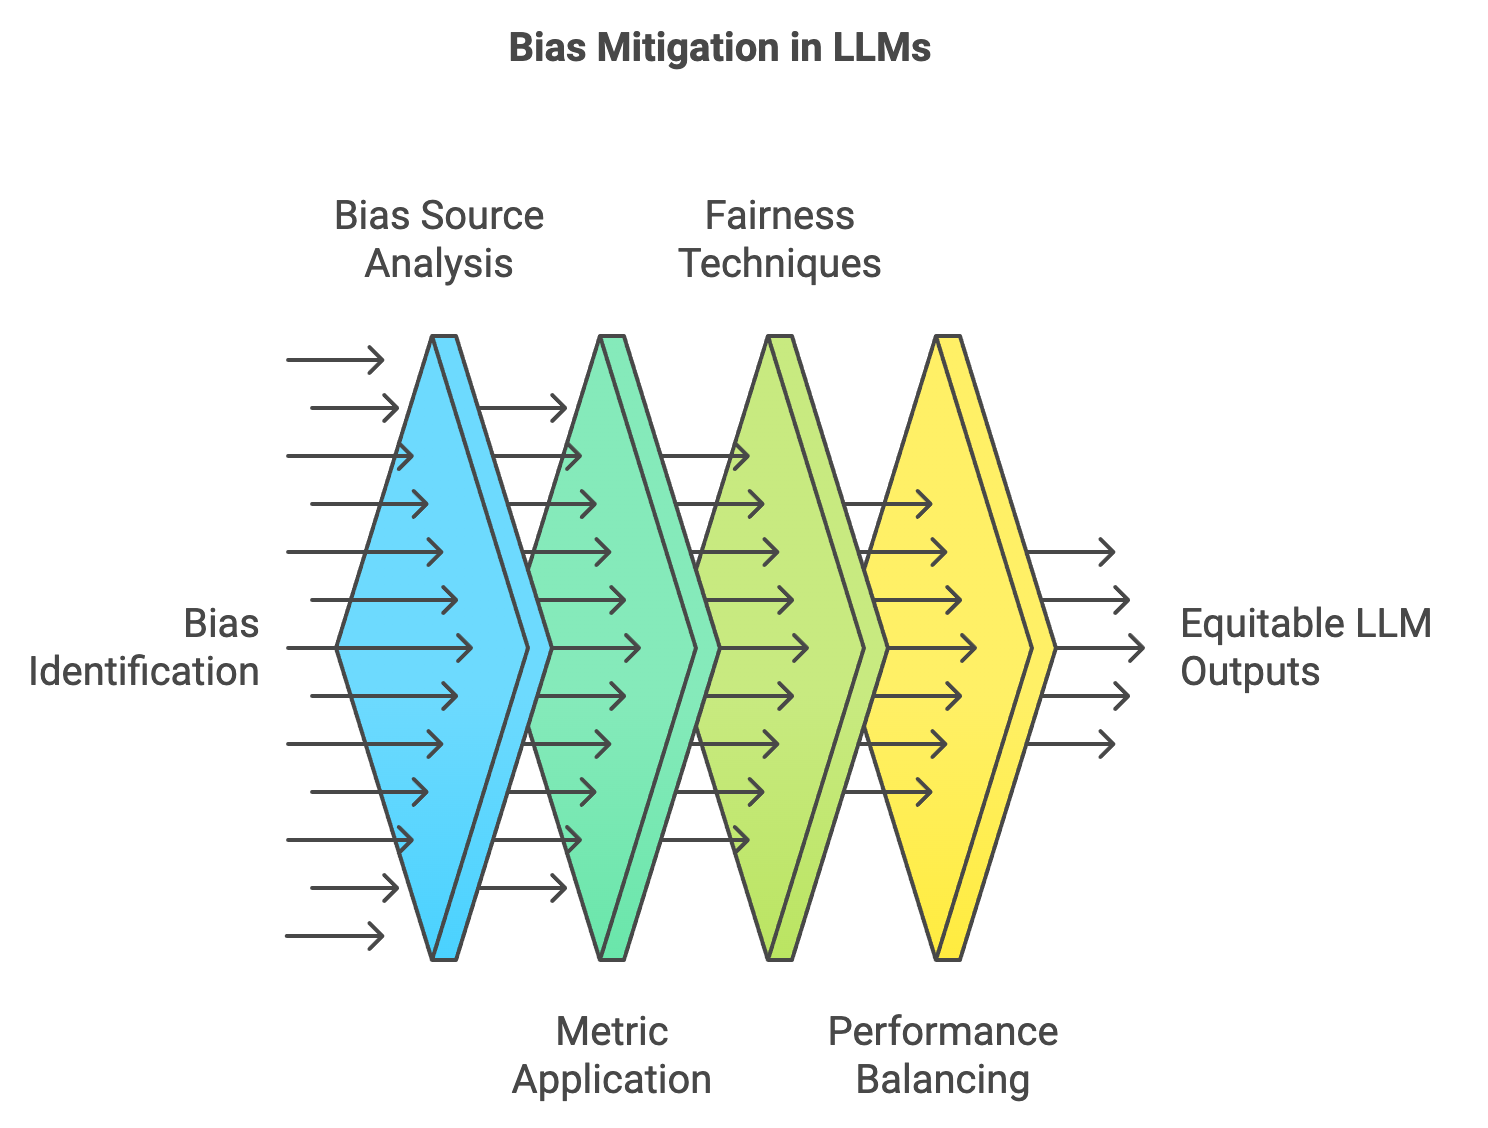 Bias Mitigation in LLMs
Bias Source
Analysis
Fairness
Techniques
Bias
Identification
Equitable LLM
Outputs
Metric
Application
Performance
Balancing